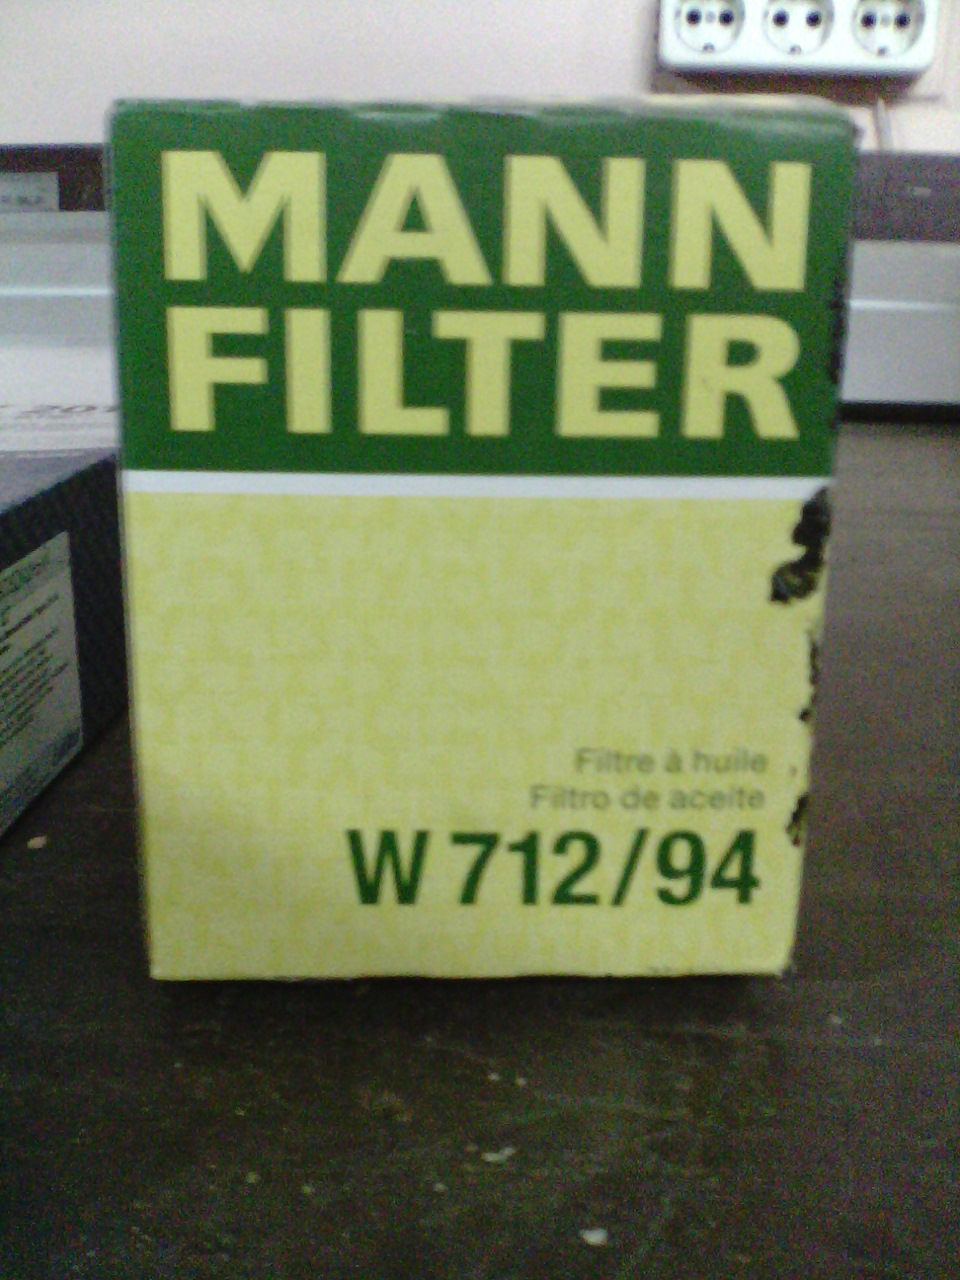 MANN
FILTER
Filtre à huile
Filtro de aceite
W 712/94